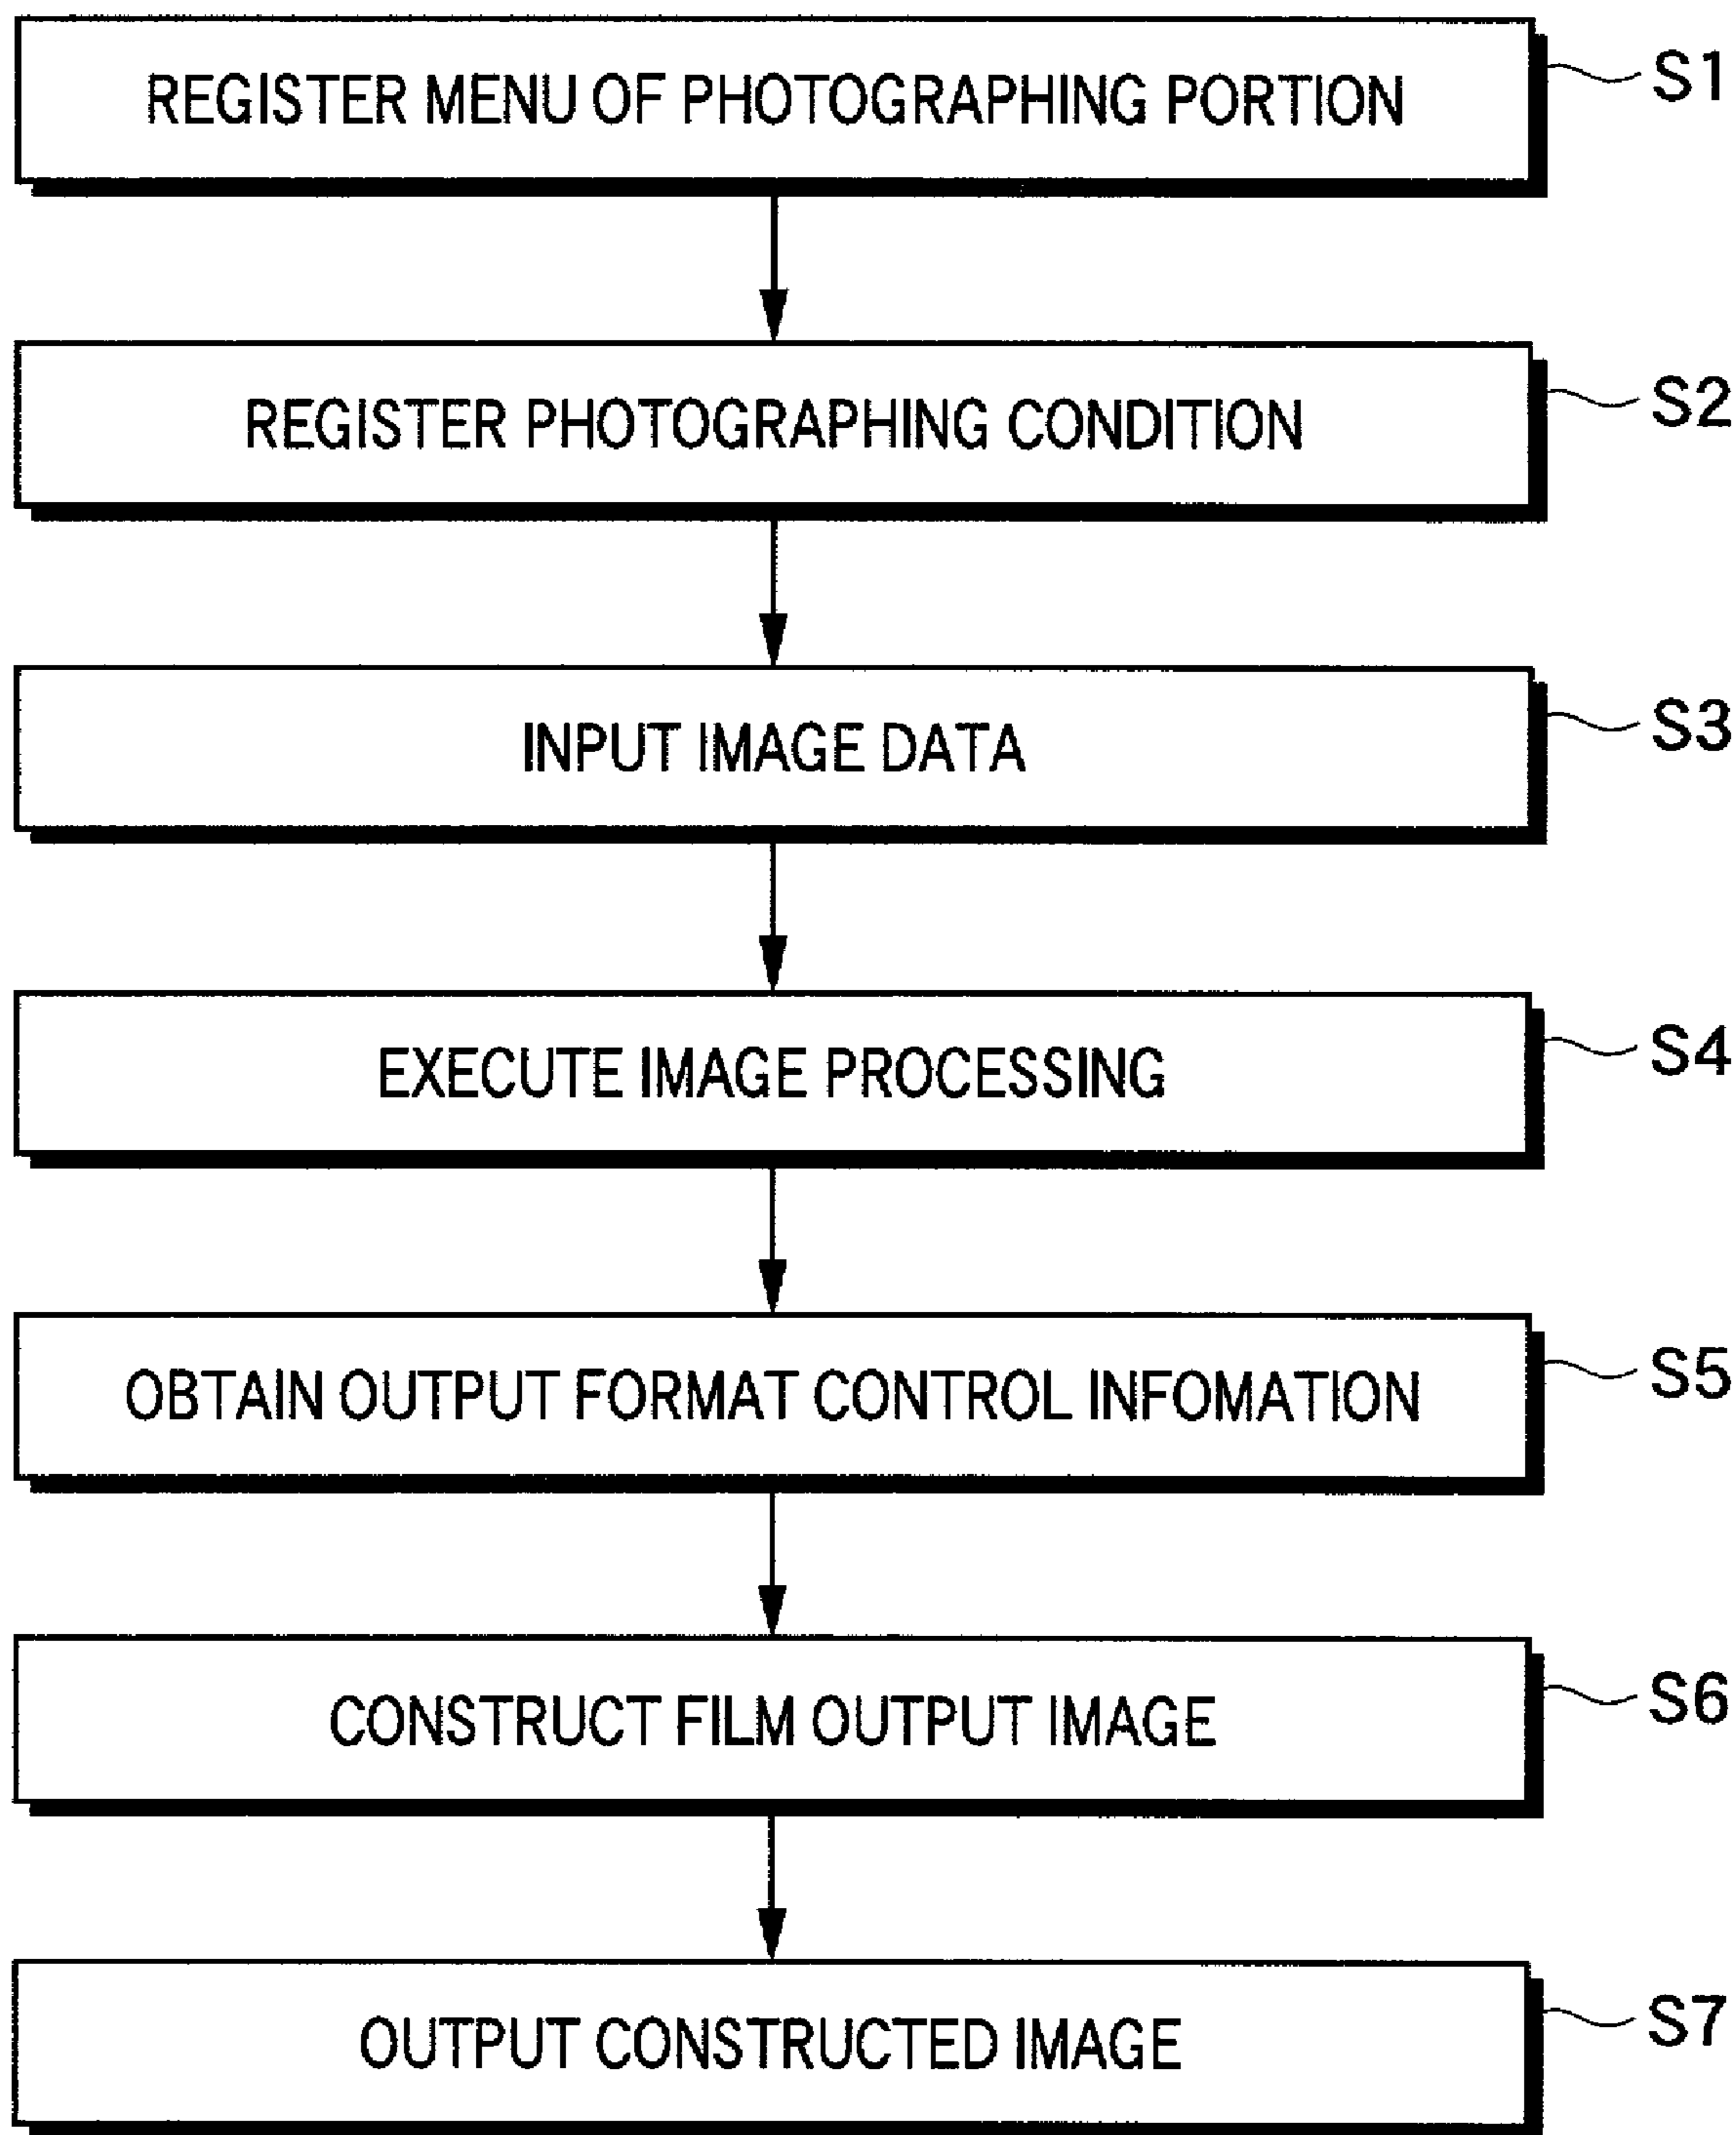 REGISTER MENU OF PHOTOGRAPHING PORTION S1
REGISTER PHOTOGRAPHING CONDITION S2
INPUT IMAGE DATA S3
EXECUTE IMAGE PROCESSING S4
OBTAIN OUTPUT FORMAT CONTROL INFOMATION S5
CONSTRUCT FILM OUTPUT IMAGE S6
OUTPUT CONSTRUCTED IMAGE S7